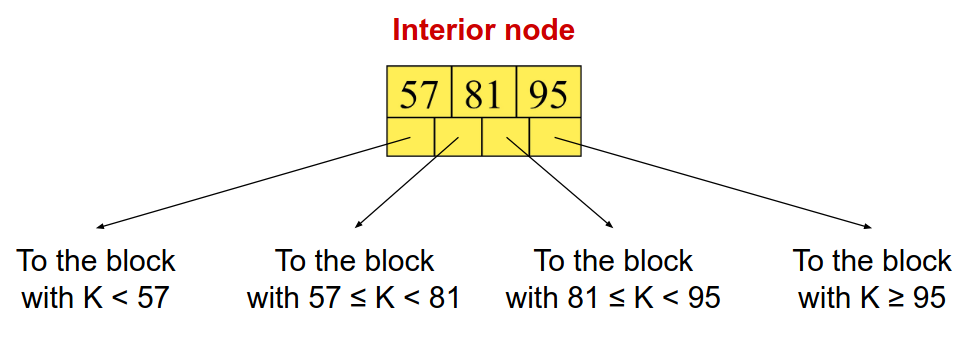 Interior node
57 81 95
To the block
with K < 57
To the block
with 57 ≤ K < 81
To the block
with 81 ≤ K < 95
To the block
with K ≥ 95